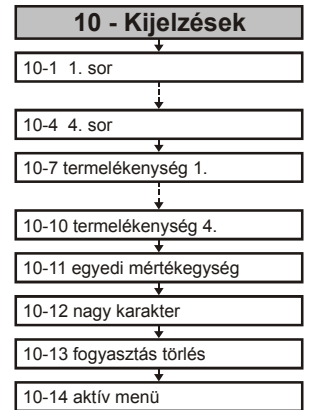 10 - Kijelzések
10-1 1. sor
10-4 4. sor
10-7 termelékenység 1.
10-10 termelékenység 4.
10-11 egyedi mértékegység
10-12 nagy karakter
10-13 fogyasztás törlés
10-14 aktív menü